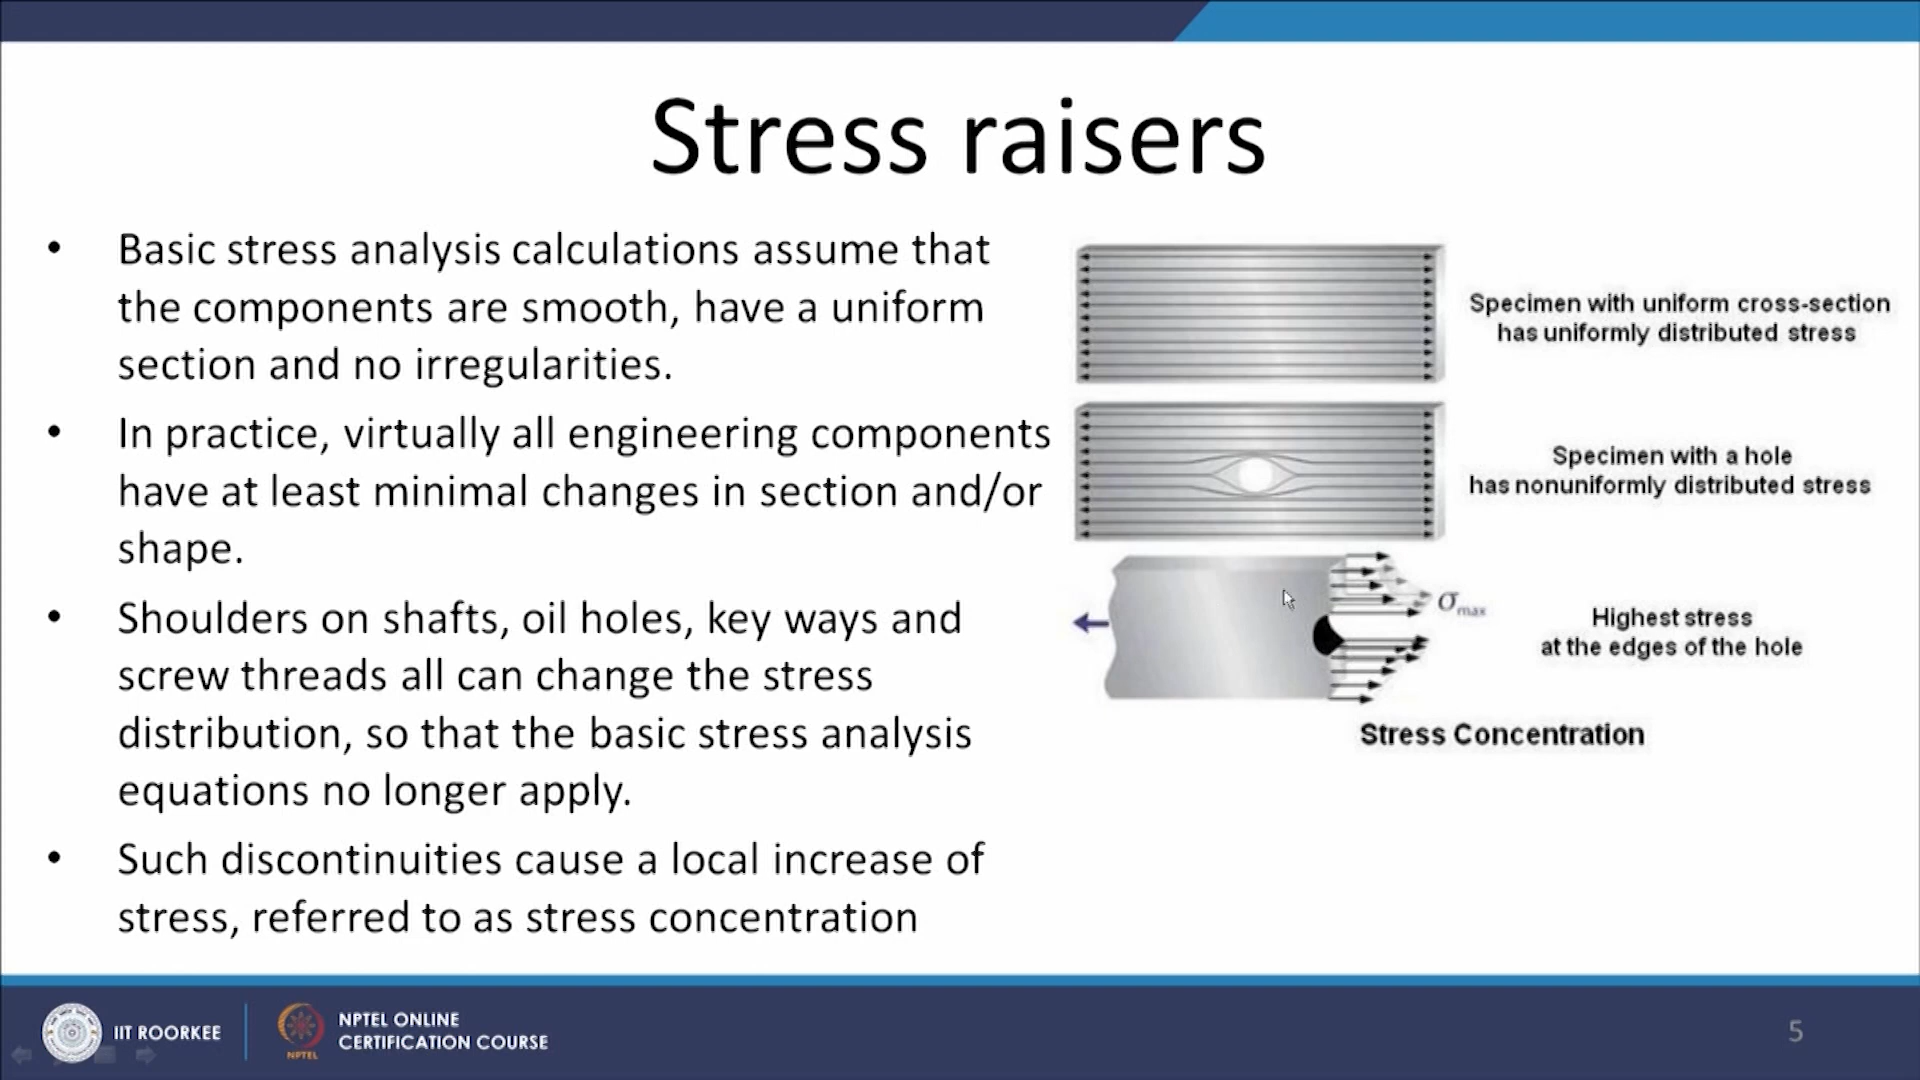 Stress raisers
• Basic stress analysis calculations assume that
the components are smooth, have a uniform
section and no irregularities.
• In practice, virtually all engineering components
have at least minimal changes in section and/or
shape.
• Shoulders on shafts, oil holes, key ways and
screw threads all can change the stress
distribution, so that the basic stress analysis
equations no longer apply.
• Such discontinuities cause a local increase of
stress, referred to as stress concentration
Specimen with uniform cross-section
has uniformly distributed stress
Specimen with a hole
has nonuniformly distributed stress
σmax
Highest stress
at the edges of the hole
Stress Concentration
IIT ROORKEE
NPTEL
NPTEL ONLINE
CERTIFICATION COURSE
5